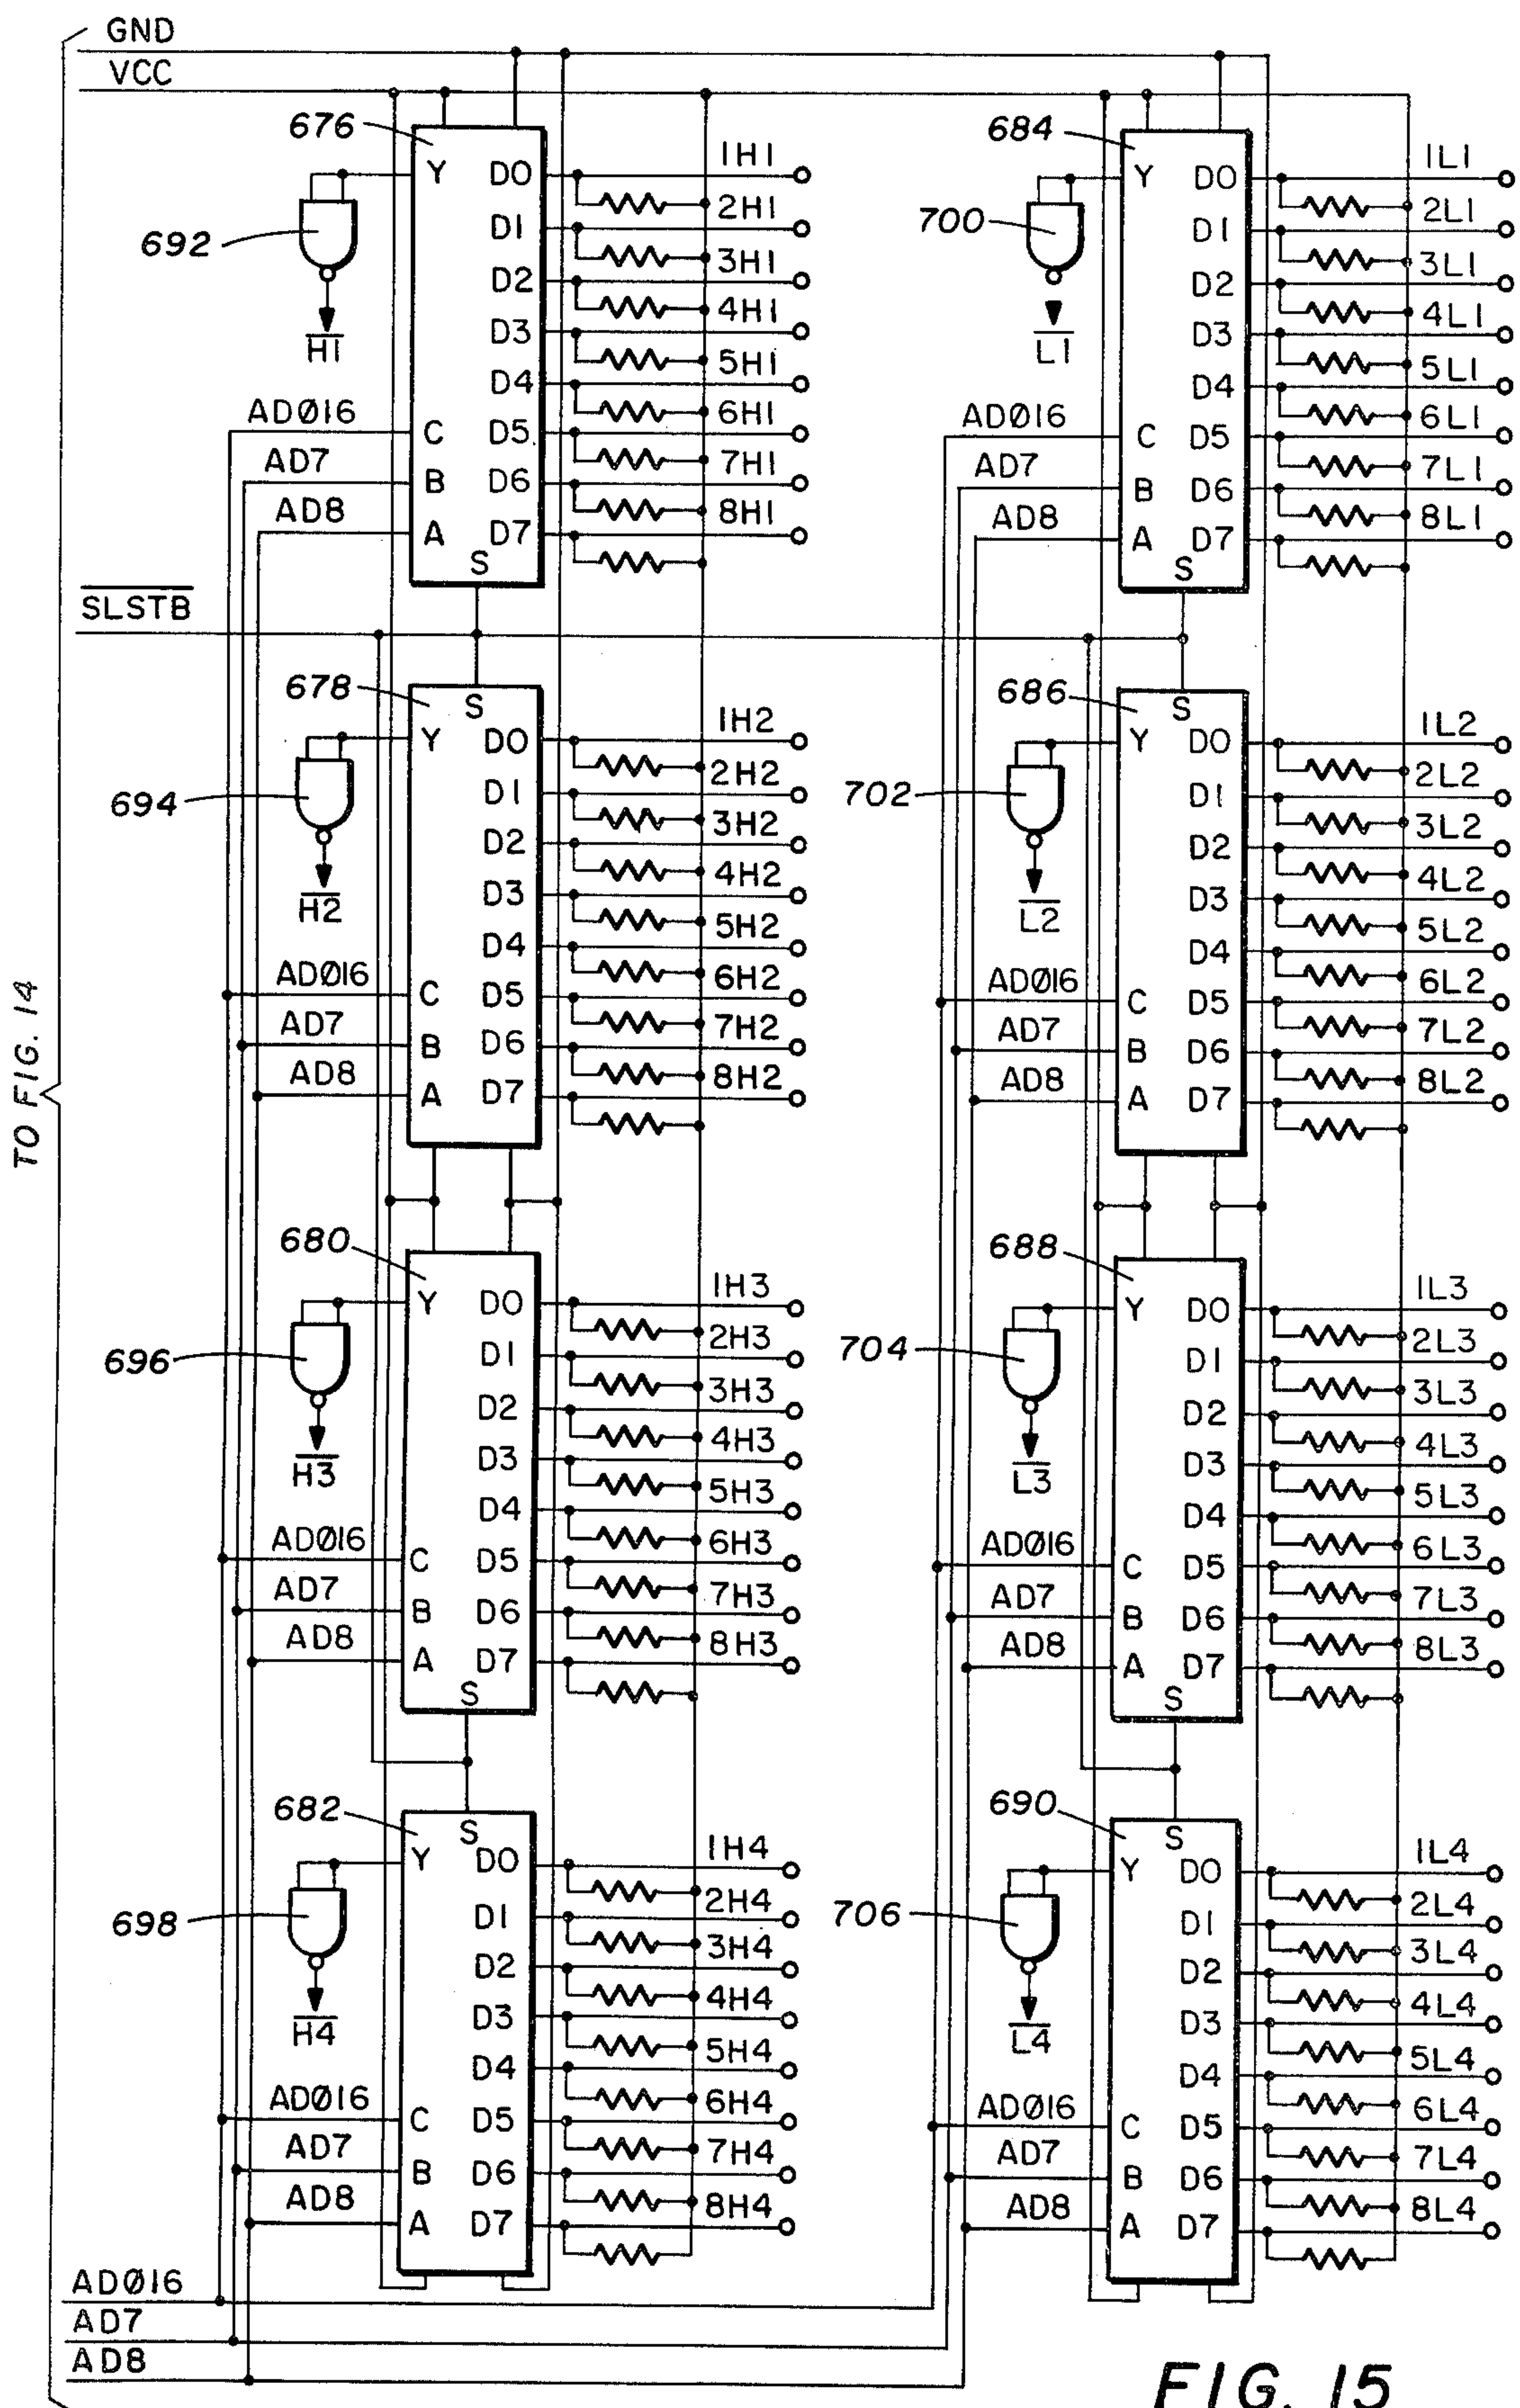 GND
VCC
676
Y D0 1H1
D1 2H1
D2 3H1
D3 4H1
D4 5H1
ADØ16 C D5 6H1
AD7 B D6 7H1
AD8 A D7 8H1
S
692
H1
684
Y D0 1L1
D1 2L1
D2 3L1
D3 4L1
D4 5L1
ADØ16 C D5 6L1
AD7 B D6 7L1
AD8 A D7 8L1
S
700
L1
SLSTB
678
S
Y D0 1H2
D1 2H2
D2 3H2
D3 4H2
D4 5H2
ADØ16 C D5 6H2
AD7 B D6 7H2
AD8 A D7 8H2
694
H2
686
S
Y D0 1L2
D1 2L2
D2 3L2
D3 4L2
D4 5L2
ADØ16 C D5 6L2
AD7 B D6 7L2
AD8 A D7 8L2
702
L2
TO FIG. 14
680
Y D0 1H3
D1 2H3
D2 3H3
D3 4H3
D4 5H3
ADØ16 C D5 6H3
AD7 B D6 7H3
AD8 A D7 8H3
S
696
H3
688
Y D0 1L3
D1 2L3
D2 3L3
D3 4L3
D4 5L3
ADØ16 C D5 6L3
AD7 B D6 7L3
AD8 A D7 8L3
S
704
L3
682
S
Y D0 1H4
D1 2H4
D2 3H4
D3 4H4
D4 5H4
ADØ16 C D5 6H4
AD7 B D6 7H4
AD8 A D7 8H4
698
H4
690
S
Y D0 1L4
D1 2L4
D2 3L4
D3 4L4
D4 5L4
ADØ16 C D5 6L4
AD7 B D6 7L4
AD8 A D7 8L4
706
L4
ADØ16
AD7
AD8
FIG. 15